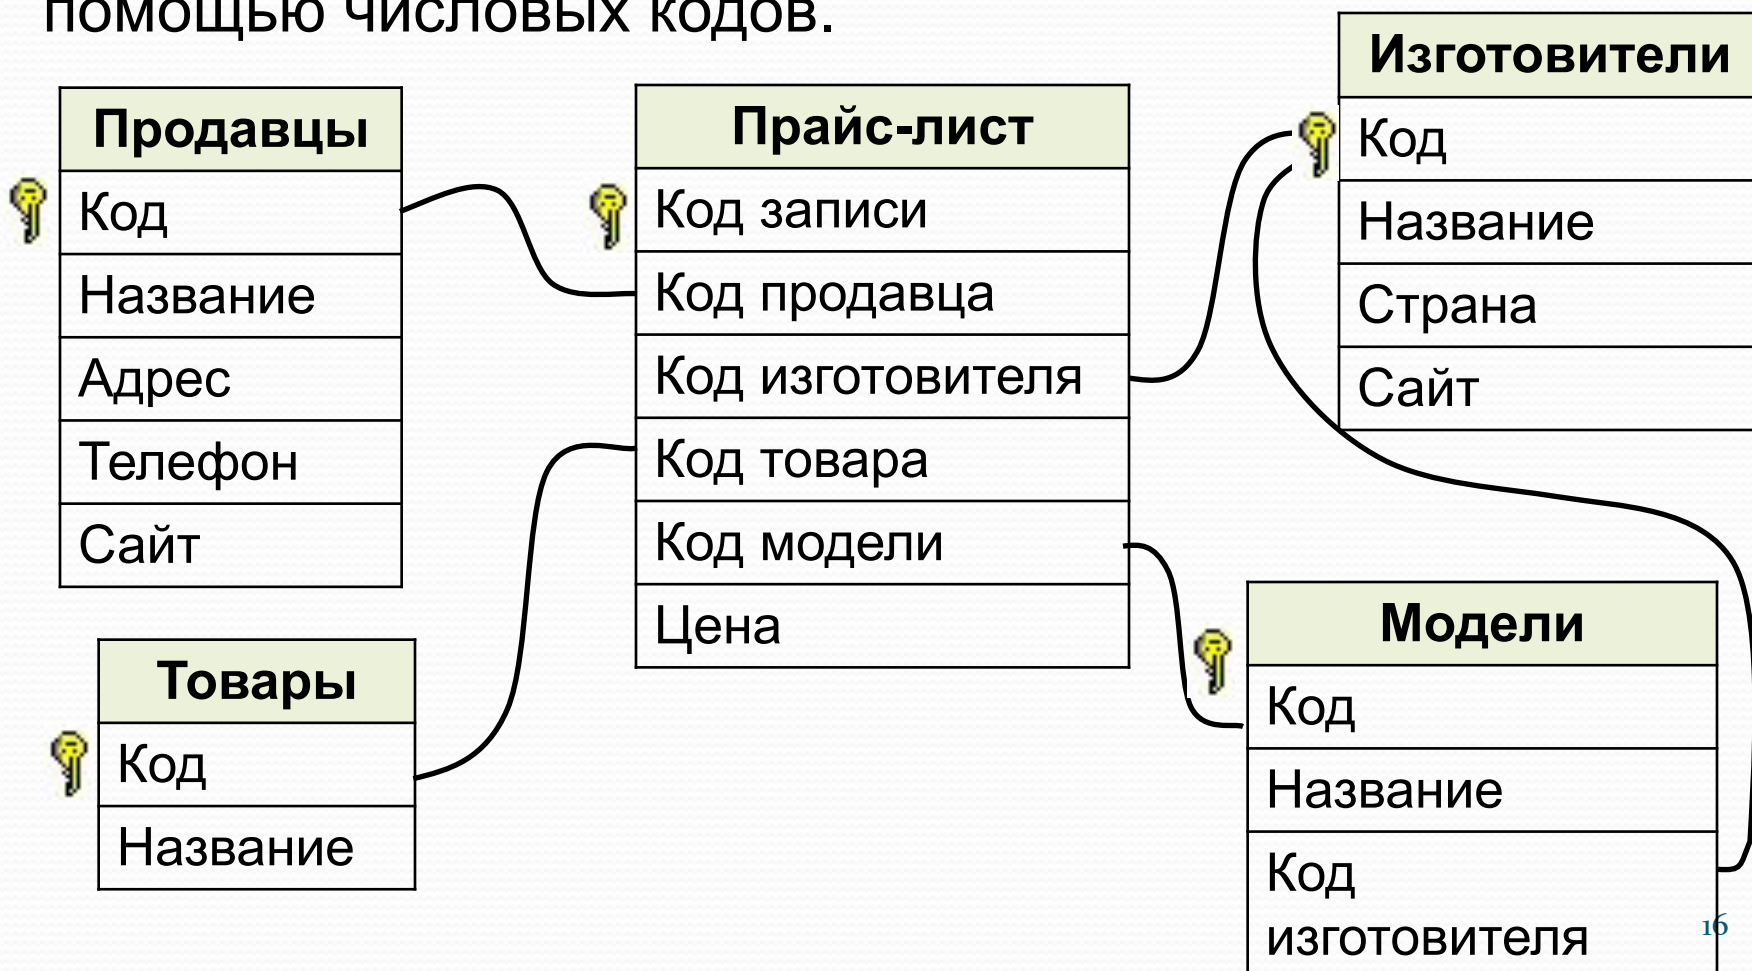 помощью числовых кодов.
Продавцы
Код
Название
Адрес
Телефон
Сайт
Товары
Код
Название
Прайс-лист
Код записи
Код продавца
Код изготовителя
Код товара
Код модели
Цена
Изготовители
Код
Название
Страна
Сайт
Модели
Код
Название
Код
изготовителя
16